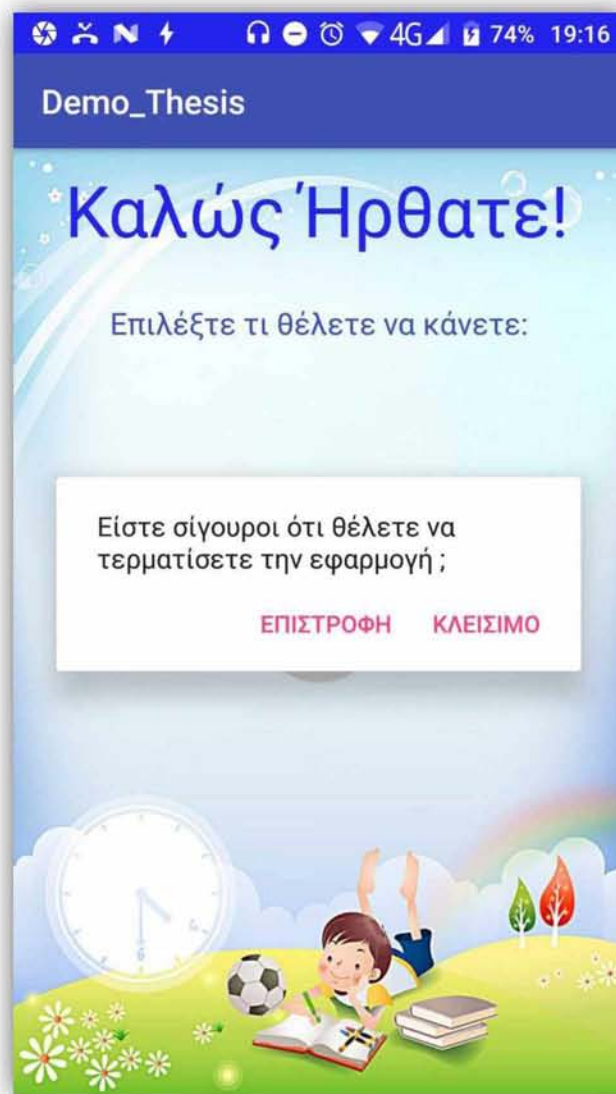 4G 74% 19:16
Demo_Thesis
Καλώς Ήρθατε!
Επιλέξτε τι θέλετε να κάνετε:
Είστε σίγουροι ότι θέλετε να
τερματίσετε την εφαρμογή ;
ΕΠΙΣΤΡΟΦΗ ΚΛΕΙΣΙΜΟ